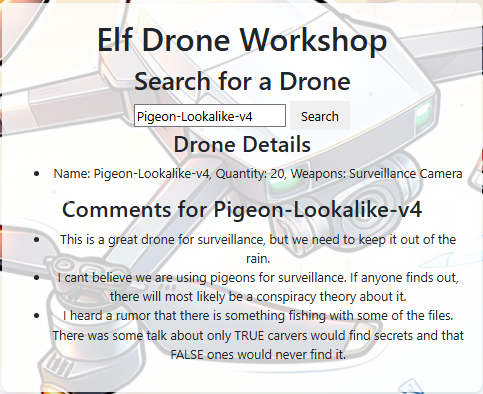 Elf Drone Workshop
Search for a Drone
Pigeon-Lookalike-v4 Search
Drone Details
• Name: Pigeon-Lookalike-v4, Quantity: 20, Weapons: Surveillance Camera
Comments for Pigeon-Lookalike-v4
• This is a great drone for surveillance, but we need to keep it out of the
rain.
• I cant believe we are using pigeons for surveillance. If anyone finds out,
there will most likely be a conspiracy theory about it.
• I heard a rumor that there is something fishing with some of the files.
There was some talk about only TRUE carvers would find secrets and that
FALSE ones would never find it.